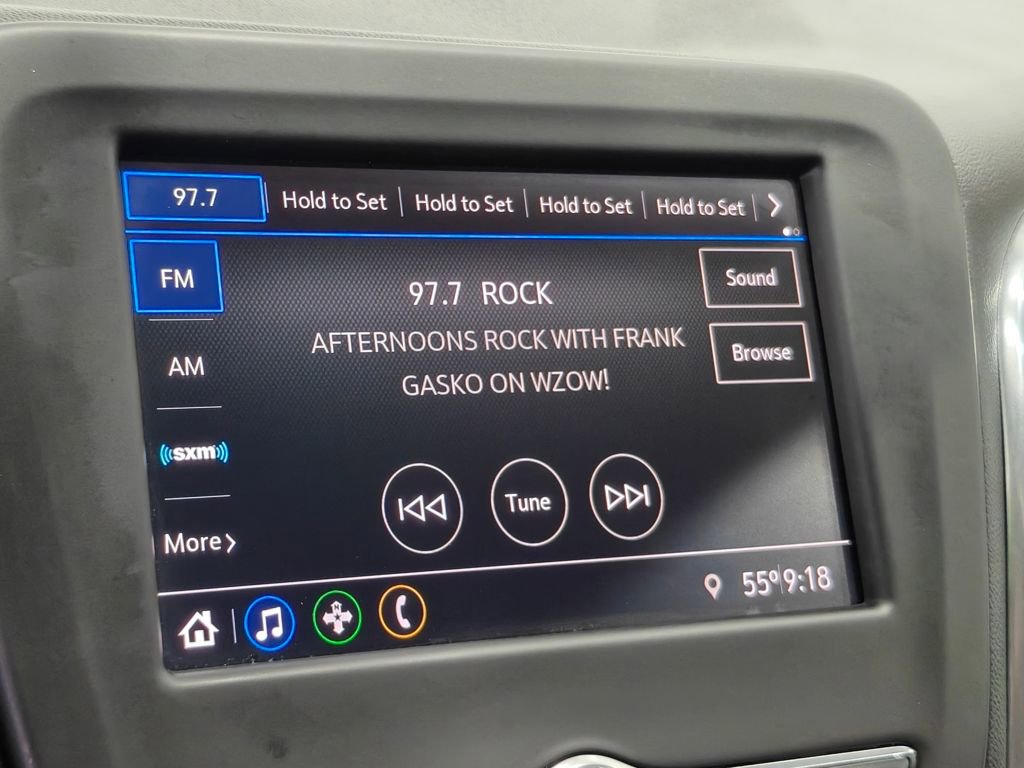 97.7 Hold to Set Hold to Set Hold to Set Hold to Set
FM
97.7 ROCK
Sound
AFTERNOONS ROCK WITH FRANK
GASKO ON WZOW!
Browse
AM
sxm
Tune
More
N
55° 9:18